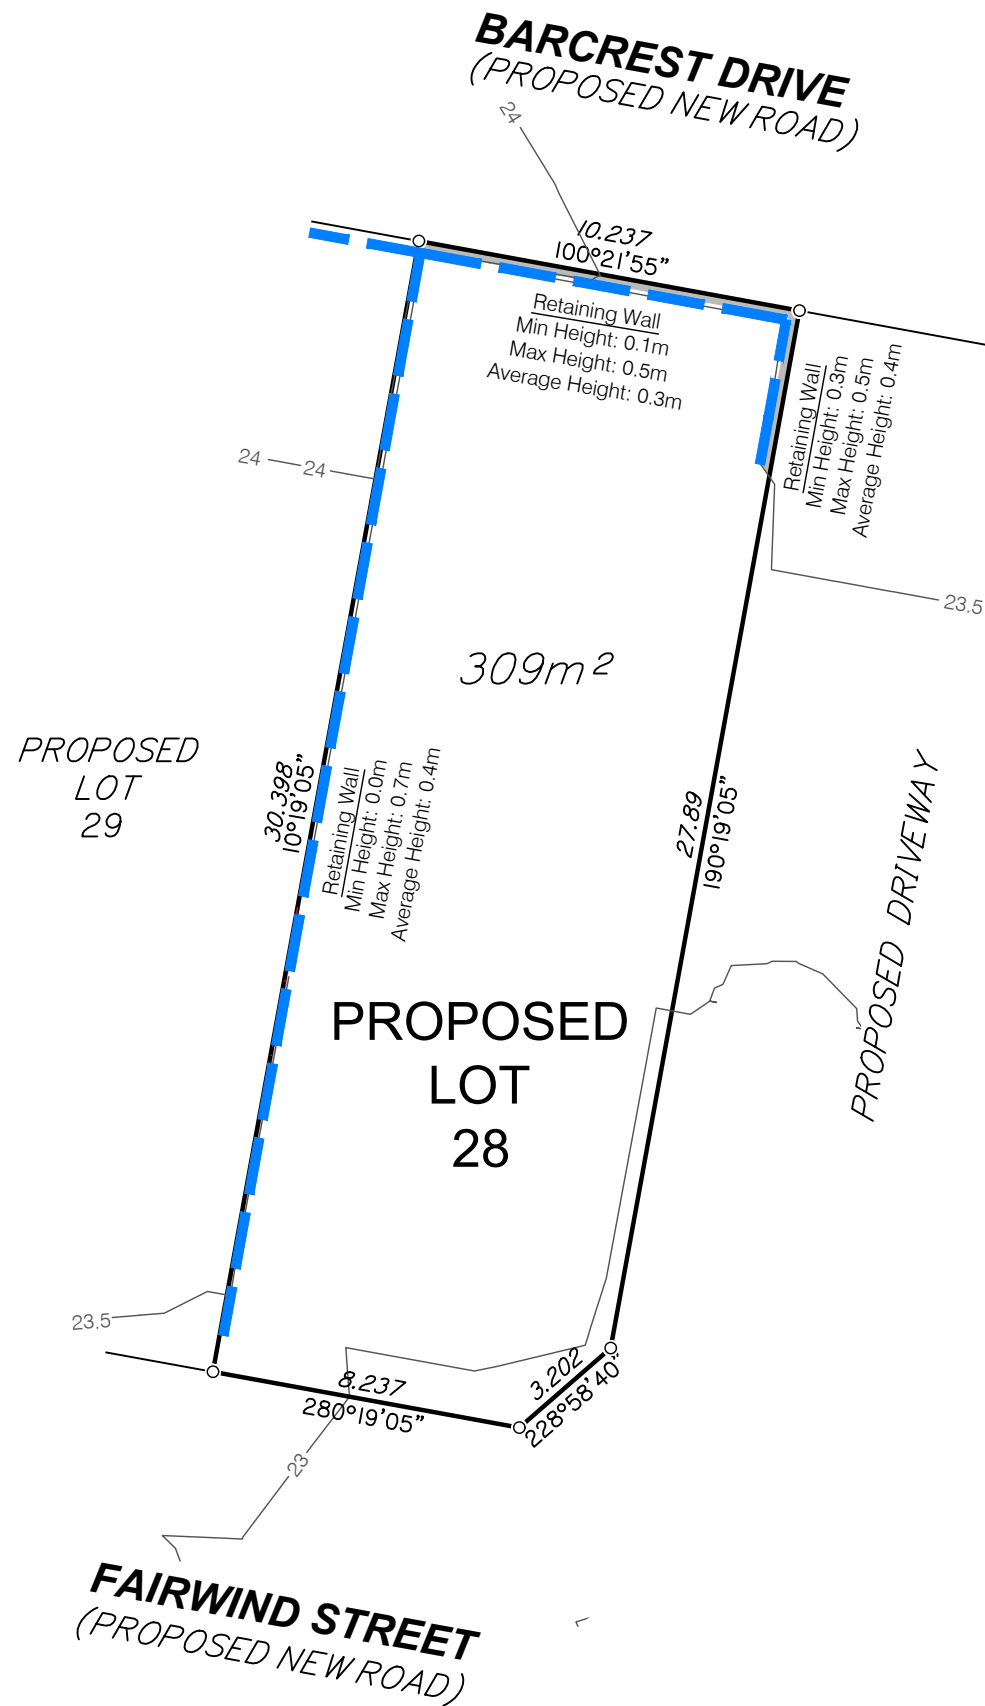 BARCREST DRIVE
(PROPOSED NEW ROAD)
24
10.237
100°21'55"
Retaining Wall
Min Height: 0.1m
Max Height: 0.5m
Average Height: 0.3m
Retaining Wall
Min Height: 0.3m
Max Height: 0.5m
Average Height: 0.4m
24
24
23.5
309m²
PROPOSED
LOT
29
30.398
10°19'05"
Retaining Wall
Min Height: 0.0m
Max Height: 0.7m
Average Height: 0.4m
27.89
190°19'05"
PROPOSED DRIVEWAY
PROPOSED
LOT
28
23.5
8.237
280°19'05"
3.202
228°58'40"
23
FAIRWIND STREET
(PROPOSED NEW ROAD)